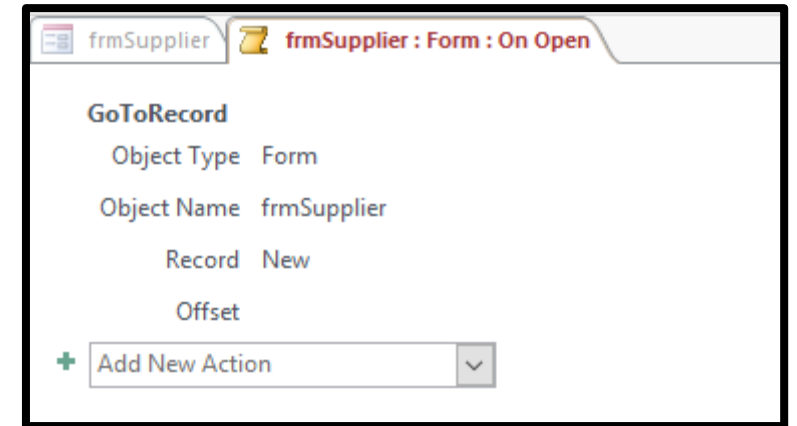 frmSupplier frmSupplier : Form : On Open
GoToRecord
Object Type Form
Object Name frmSupplier
Record New
Offset
Add New Action